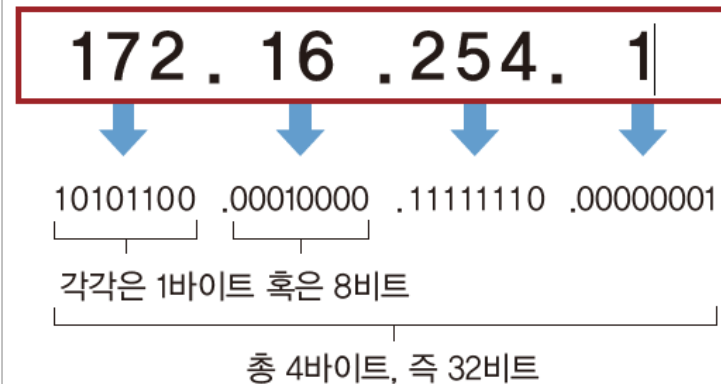 172. 16 .254. 1
10101100 .00010000 .11111110 .00000001
각각은 1바이트 혹은 8비트
총 4바이트, 즉 32비트